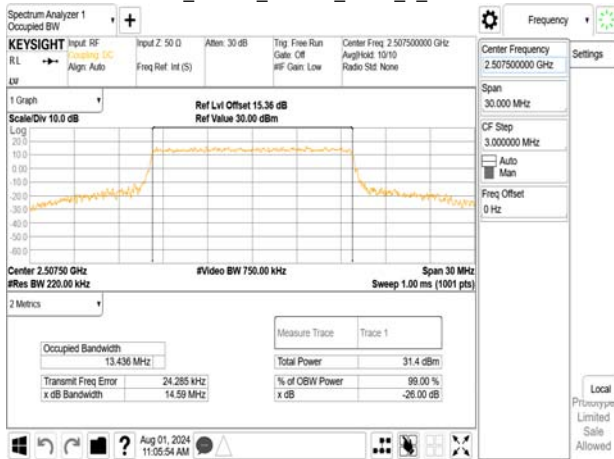 Spectrum Analyzer 1
Occupied BW
Frequency
KEYSIGHT
RL
Input: RF
Coupling: DC
Align: Auto
Input Z: 50 Ω
Freq Ref: Int (S)
Atten: 30 dB
Trig: Free Run
Gate: Off
#IF Gain: Low
Center Freq: 2.507500000 GHz
Avg|Hold: 10/10
Radio Std: None
1 Graph
Scale/Div 10.0 dB
Ref Lvl Offset 15.36 dB
Ref Value 30.00 dBm
Log
20.0
10.0
0.00
-10.0
-20.0
-30.0
-40.0
-50.0
-60.0
Center 2.50750 GHz
#Video BW 750.00 kHz
Span 30 MHz
#Res BW 220.00 kHz
Sweep 1.00 ms (1001 pts)
2 Metrics
Measure Trace
Trace 1
Occupied Bandwidth
13.436 MHz
Total Power
31.4 dBm
Transmit Freq Error
24.285 kHz
% of OBW Power
99.00 %
x dB Bandwidth
14.59 MHz
x dB
-26.00 dB
Aug 01, 2024
11:05:54 AM
Center Frequency
2.507500000 GHz
Settings
Span
30.000 MHz
CF Step
3.000000 MHz
Auto
Man
Freq Offset
0 Hz
Local
Prototype
Limited
Sale
Allowed